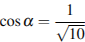 cos α = 1/√10